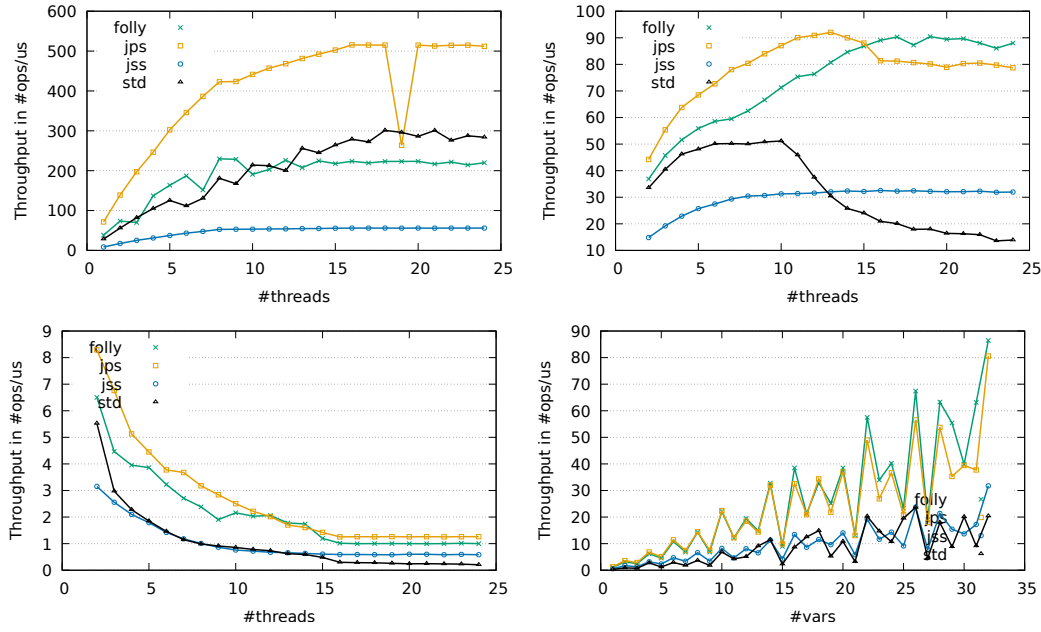 600
500
400
300
200
100
0
Throughput in #ops/us
folly
jps
jss
std
0 5 10 15 20 25
#threads
100
90
80
70
60
50
40
30
20
10
Throughput in #ops/us
folly
jps
jss
std
0 5 10 15 20 25
#threads
9
8
7
6
5
4
3
2
1
0
Throughput in #ops/us
folly
jps
jss
std
0 5 10 15 20 25
#threads
90
80
70
60
50
40
30
20
10
0
Throughput in #ops/us
folly
jps
jss
std
0 5 10 15 20 25 30 35
#vars